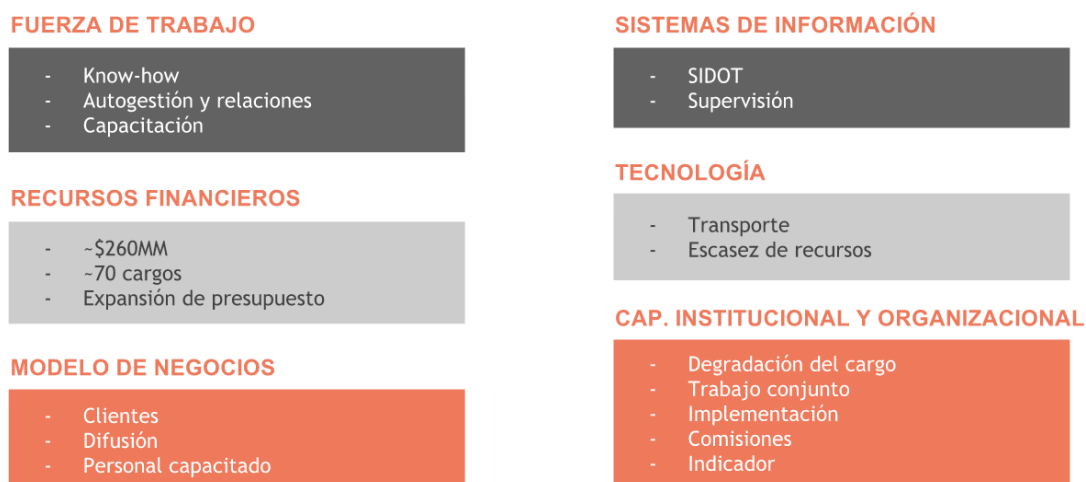 FUERZA DE TRABAJO
- Know-how
- Autogestión y relaciones
- Capacitación
RECURSOS FINANCIEROS
- ~$260MM
- ~70 cargos
- Expansión de presupuesto
MODELO DE NEGOCIOS
- Clientes
- Difusión
- Personal capacitado
SISTEMAS DE INFORMACIÓN
- SIDOT
- Supervisión
TECNOLOGÍA
- Transporte
- Escasez de recursos
CAP. INSTITUCIONAL Y ORGANIZACIONAL
- Degradación del cargo
- Trabajo conjunto
- Implementación
- Comisiones
- Indicador